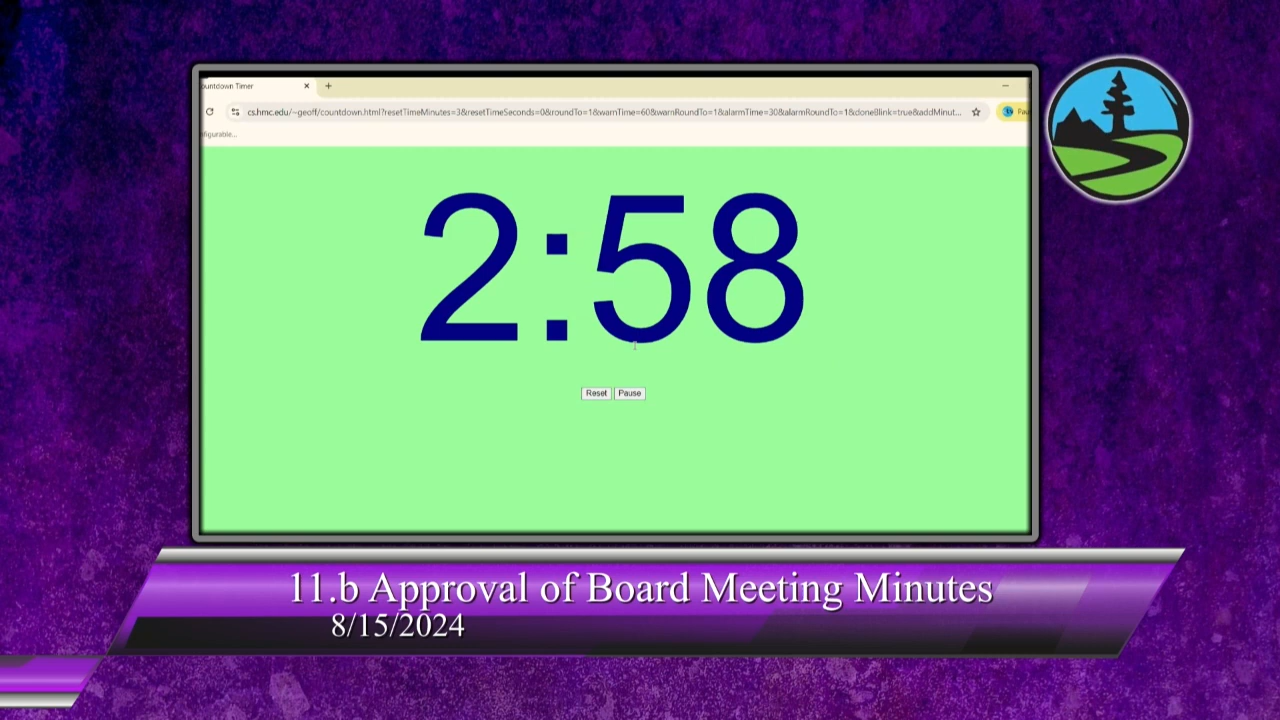 ountdown Timer
cs.hmc.edu/~geoff/countdown.html?resetTimeMinutes=3&resetTimeSeconds=0&roundTo=1&warnTime=60&warnRoundTo=1&alarmTime=30&alarmRoundTo=1&doneBlink=true&addMinut...
Pau
nfigurable...
2:58
Reset Pause
11.b Approval of Board Meeting Minutes
8/15/2024